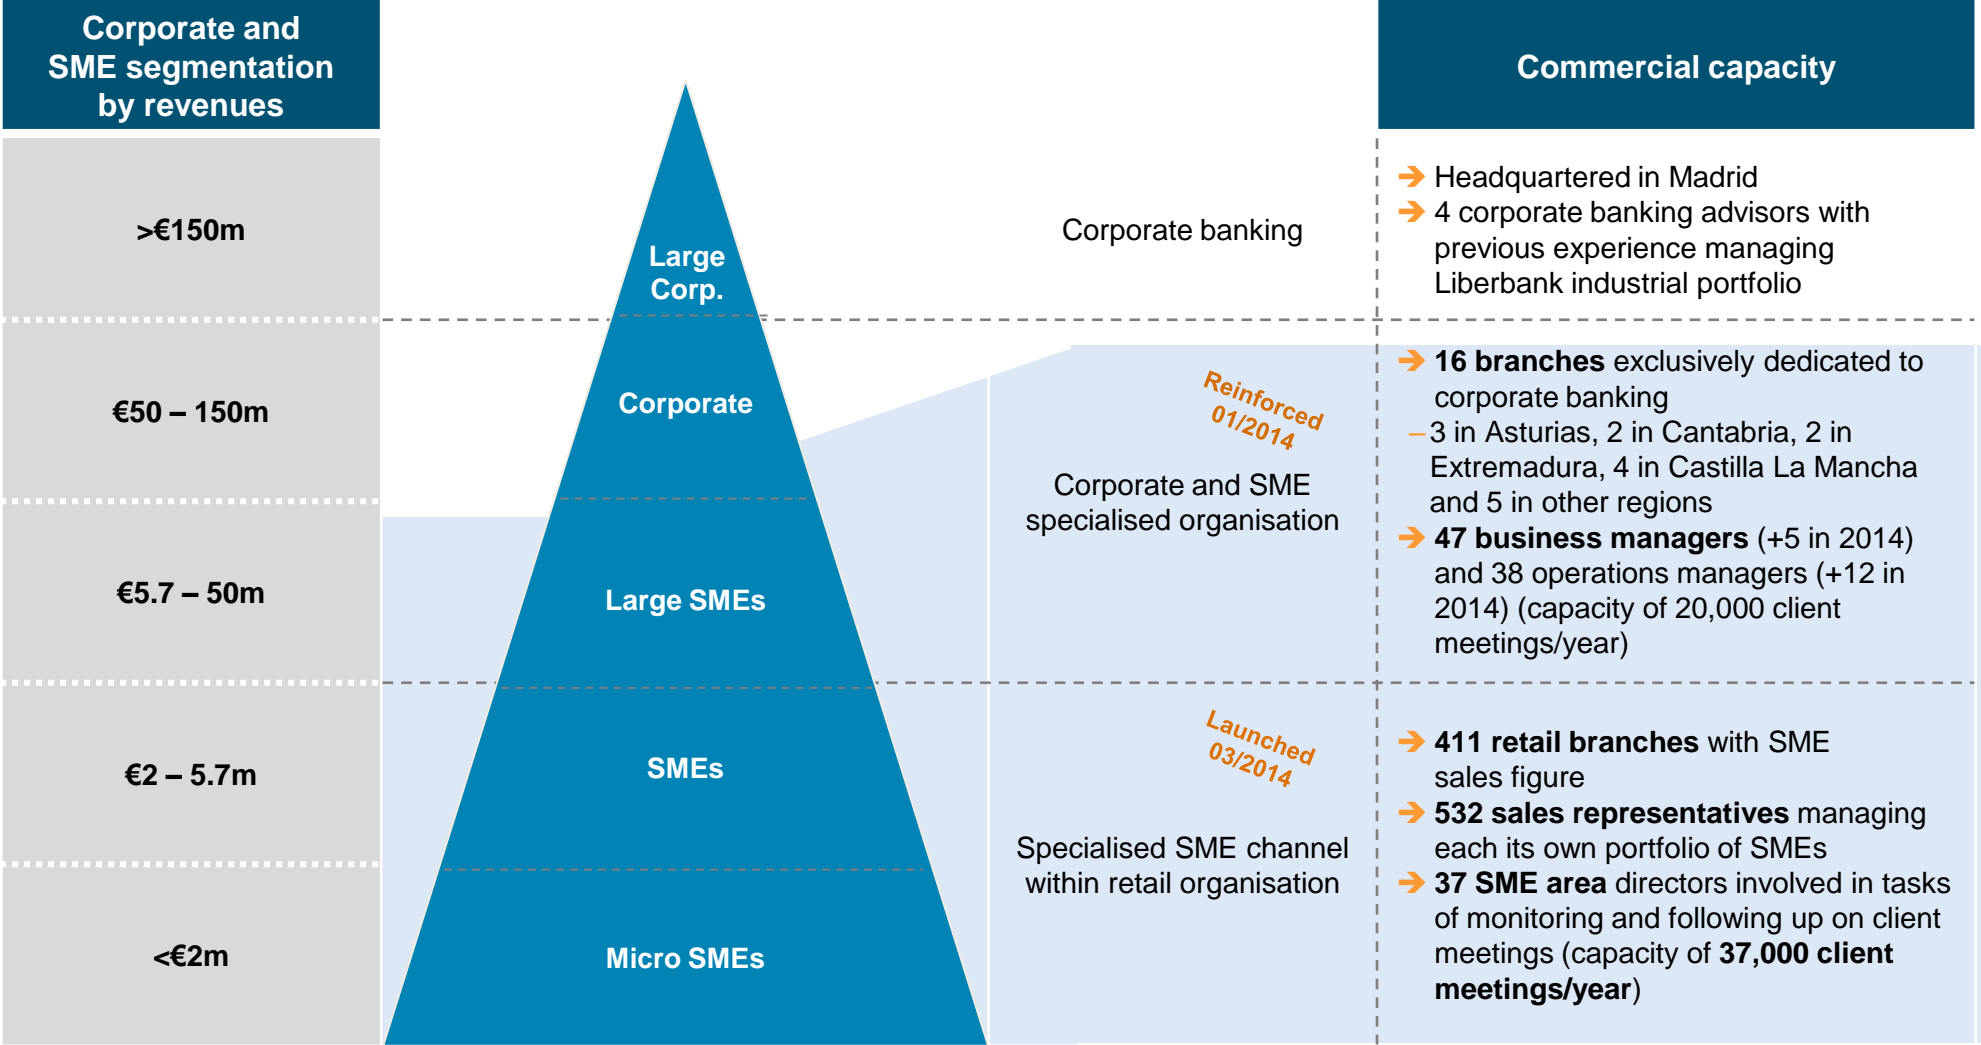 Corporate and
SME segmentation
by revenues
Commercial capacity
>€150m
Large
Corp.
Corporate banking
➔ Headquartered in Madrid
➔ 4 corporate banking advisors with
previous experience managing
Liberbank industrial portfolio
€50 – 150m
Corporate
€5.7 – 50m
Large SMEs
Reinforced
01/2014
Corporate and SME
specialised organisation
➔ 16 branches exclusively dedicated to
corporate banking
– 3 in Asturias, 2 in Cantabria, 2 in
Extremadura, 4 in Castilla La Mancha
and 5 in other regions
➔ 47 business managers (+5 in 2014)
and 38 operations managers (+12 in
2014) (capacity of 20,000 client
meetings/year)
€2 – 5.7m
SMEs
<€2m
Micro SMEs
Launched
03/2014
Specialised SME channel
within retail organisation
➔ 411 retail branches with SME
sales figure
➔ 532 sales representatives managing
each its own portfolio of SMEs
➔ 37 SME area directors involved in tasks
of monitoring and following up on client
meetings (capacity of 37,000 client
meetings/year)